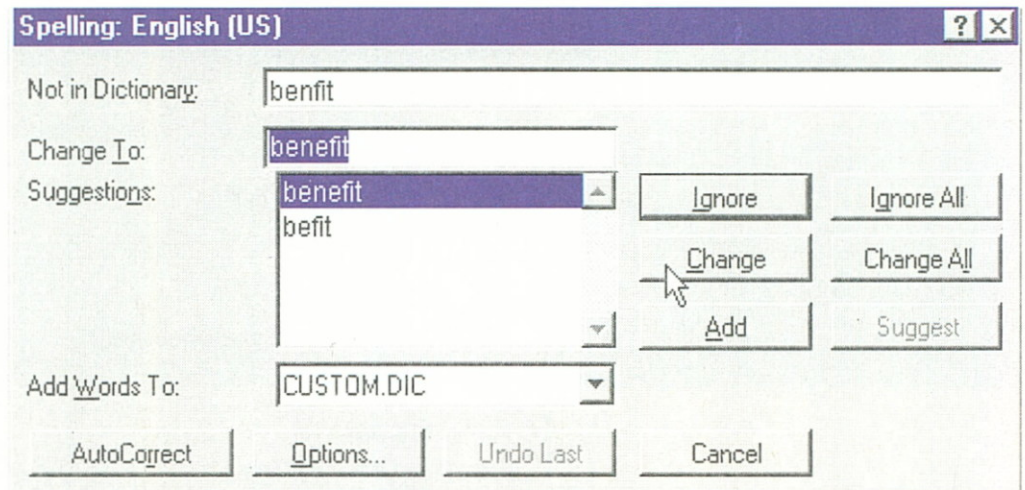 Spelling: English (US) ? ×
Not in Dictionary: benfit
Change To: benefit
Suggestions: benefit
befit
Ignore Ignore All
Change Change All
Add Suggest
Add Words To: CUSTOM.DIC
AutoCorrect Options... Undo Last Cancel